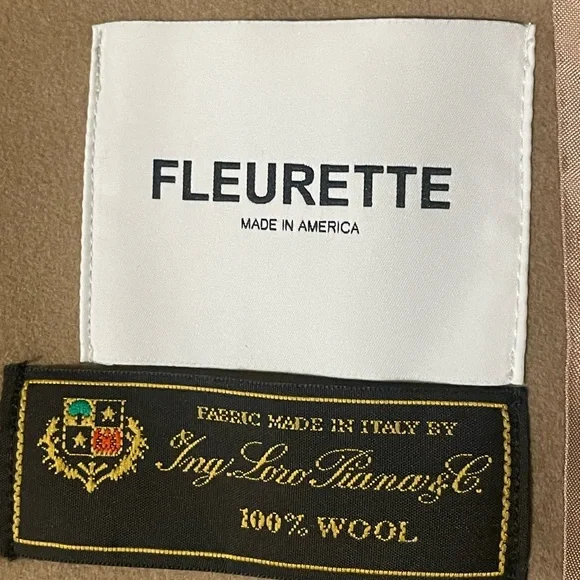 FLEURETTE
MADE IN AMERICA
FABRIC MADE IN ITALY BY
Ing. Loro Piana & C.
100% WOOL